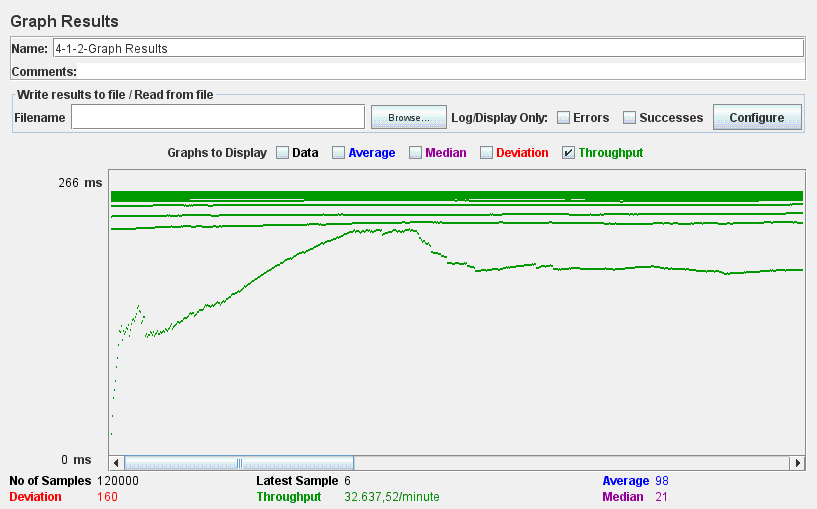 Graph Results
Name: 4-1-2-Graph Results
Comments:
Write results to file / Read from file
Filename Browse... Log/Display Only: Errors Successes Configure
Graphs to Display Data Average Median Deviation Throughput
266 ms
0 ms
No of Samples 120000 Latest Sample 6 Average 98
Deviation 160 Throughput 32.637,52/minute Median 21